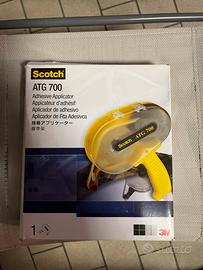 Scotch
ATG 700
Adhesive Applicator
Applicateur d'adhésif
Aplicador de adhesivo
Aplicador de Fita Adesiva
接着アプリケーター
Scotch ATG 700
1
3M
subito